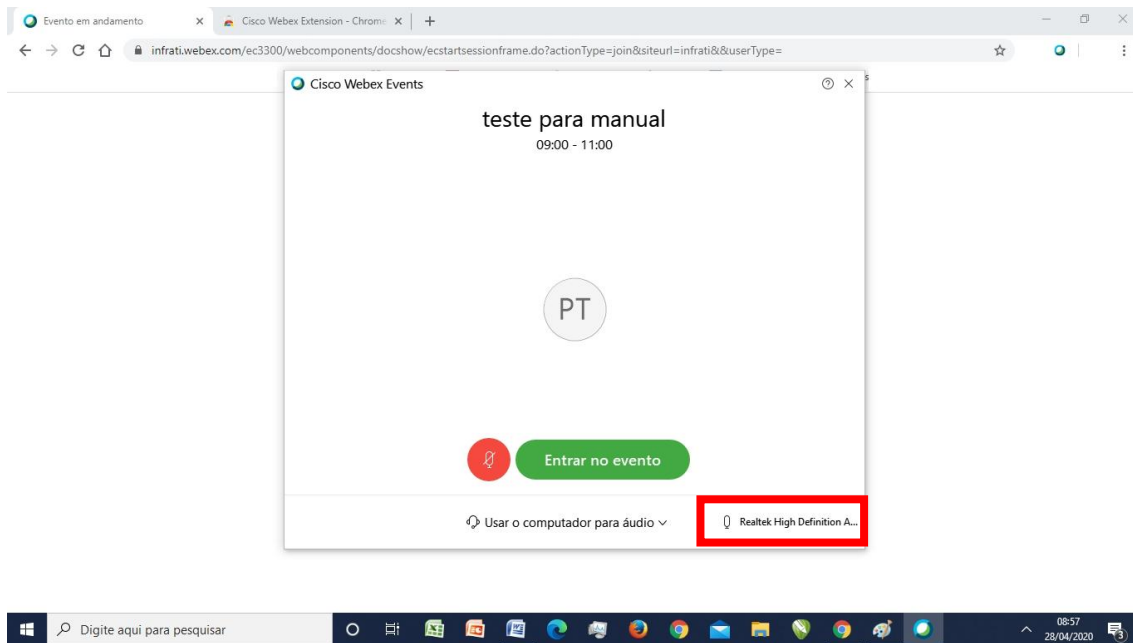 Evento em andamento
Cisco Webex Extension - Chrome
infrati.webex.com/ec3300/webcomponents/docshow/ecstartsessionframe.do?actionType=join&siteurl=infrati&&userType=
Cisco Webex Events
teste para manual
09:00 - 11:00
PT
Entrar no evento
Usar o computador para áudio
Realtek High Definition A...
Digite aqui para pesquisar
08:57
28/04/2020
3